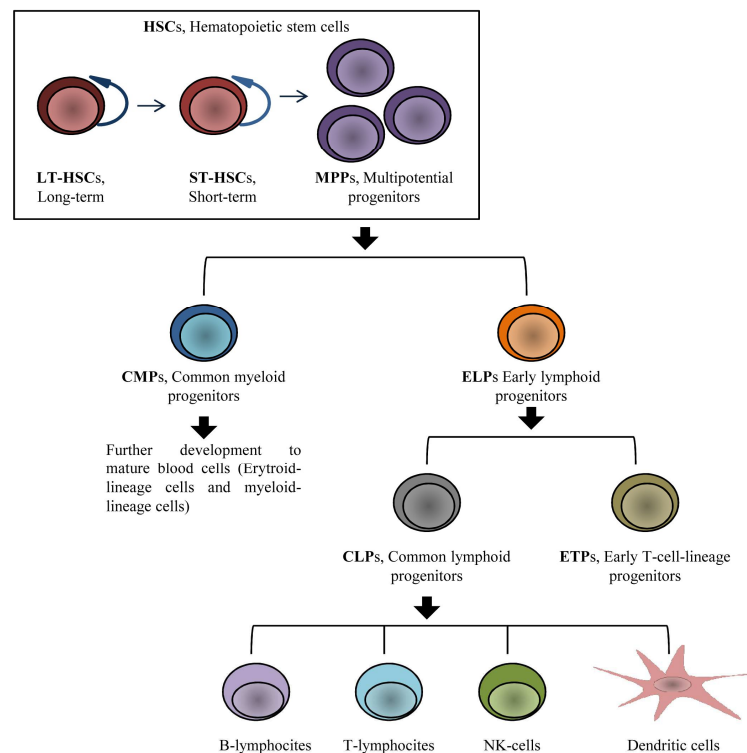 HSCs, Hematopoietic stem cells
LT-HSCs,
Long-term
ST-HSCs,
Short-term
MPPs, Multipotential
progenitors
CMPs, Common myeloid
progenitors
ELPs Early lymphoid
progenitors
Further development to
mature blood cells (Erytroid-
lineage cells and myeloid-
lineage cells)
CLPs, Common lymphoid
progenitors
ETPs, Early T-cell-lineage
progenitors
B-lymphocites
T-lymphocites
NK-cells
Dendritic cells